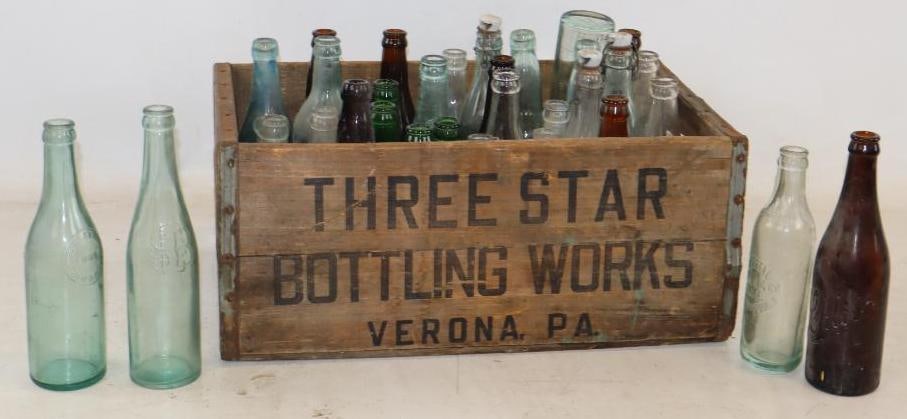 THREE STAR
BOTTLING WORKS
VERONA, PA.